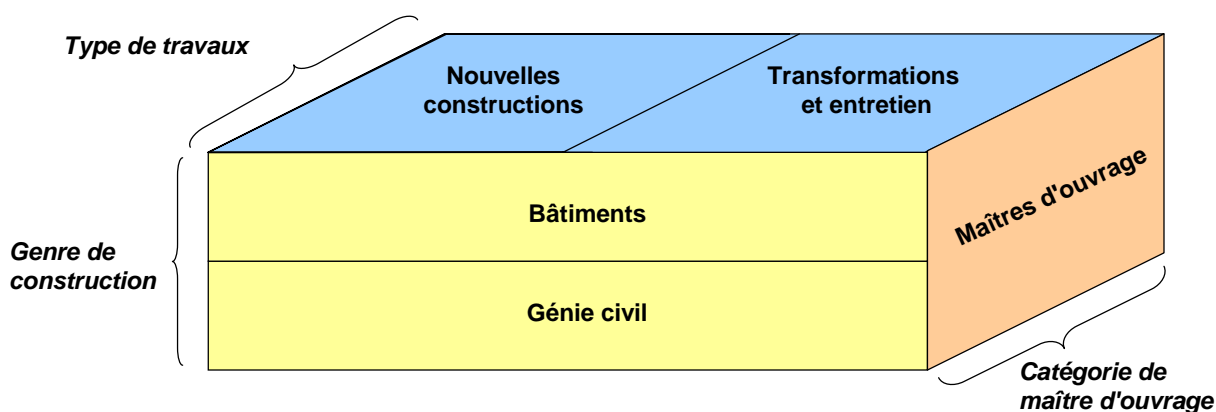 Type de travaux
Nouvelles
constructions
Transformations
et entretien
Bâtiments
Maîtres d'ouvrage
Genre de
construction
Génie civil
Catégorie de
maître d'ouvrage